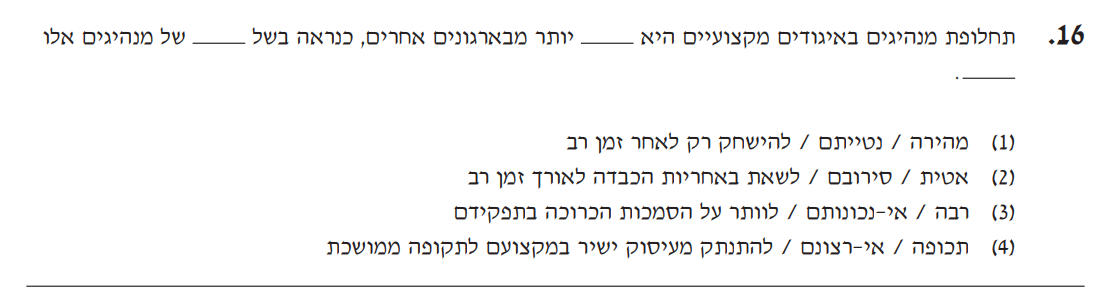 16. תחלופת מנהיגים באיגודים מקצועיים היא _____ יותר מבארגונים אחרים, כנראה בשל _____ של מנהיגים אלו
_____.
(1) מהירה / נטייתם / להישחק רק לאחר זמן רב
(2) אטית / סירובם / לשאת באחריות הכבדה לאורך זמן רב
(3) רבה / אי-נכונותם / לוותר על הסמכות הכרוכה בתפקידם
(4) תכופה / אי-רצונם / להתנתק מעיסוק ישיר במקצועם לתקופה ממושכת